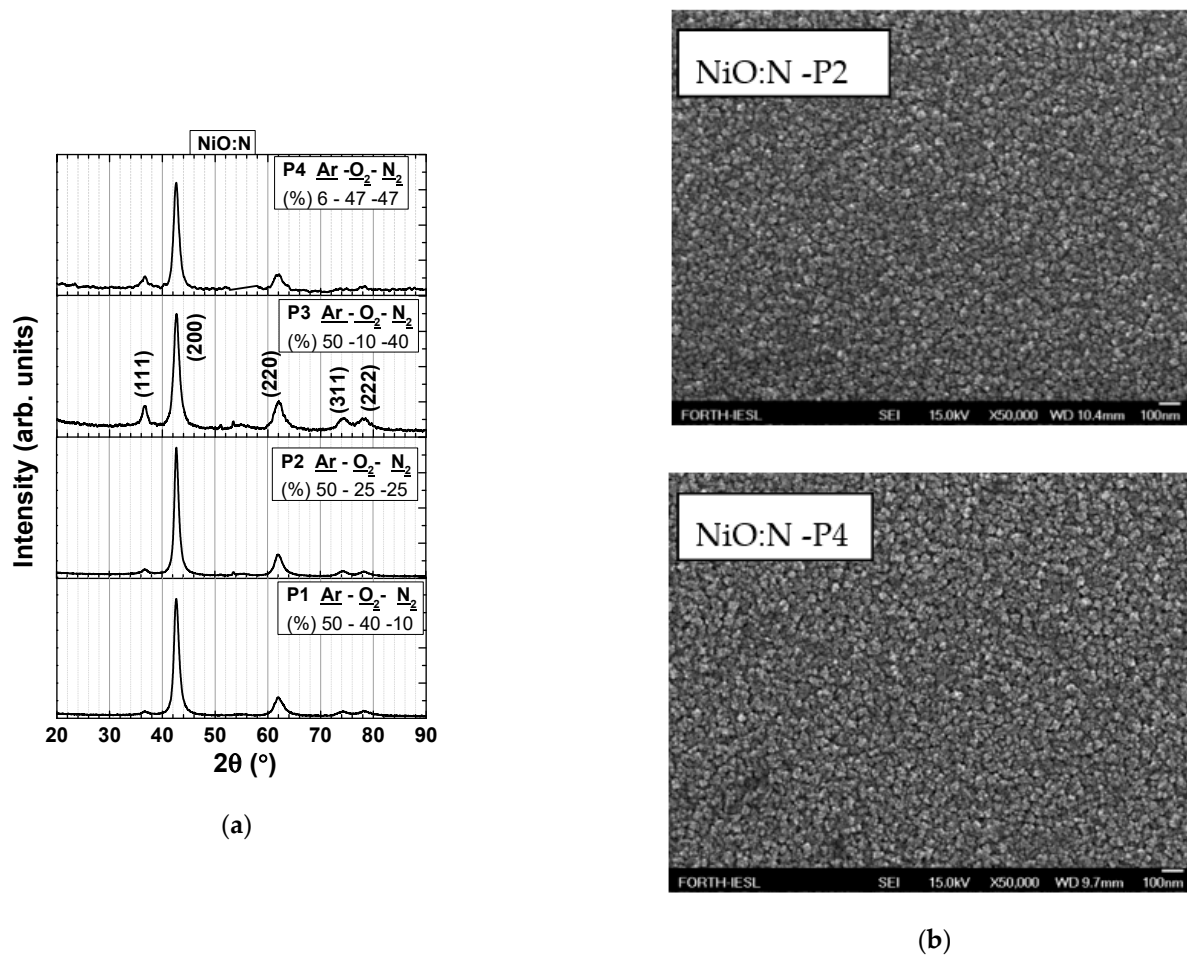 NiO:N
P4 Ar -O2- N2
(%) 6 - 47 -47
P3 Ar - O2- N2
(%) 50 -10 -40
(111)
(200)
(220)
(311)
(222)
P2 Ar - O2- N2
(%) 50 - 25 -25
P1 Ar - O2- N2
(%) 50 - 40 -10
Intensity (arb. units)
20 30 40 50 60 70 80 90
2θ (°)
(a)
NiO:N -P2
FORTH-IESL SEI 15.0kV X50,000 WD 10.4mm 100nm
NiO:N -P4
FORTH-IESL SEI 15.0kV X50,000 WD 9.7mm 100nm
(b)